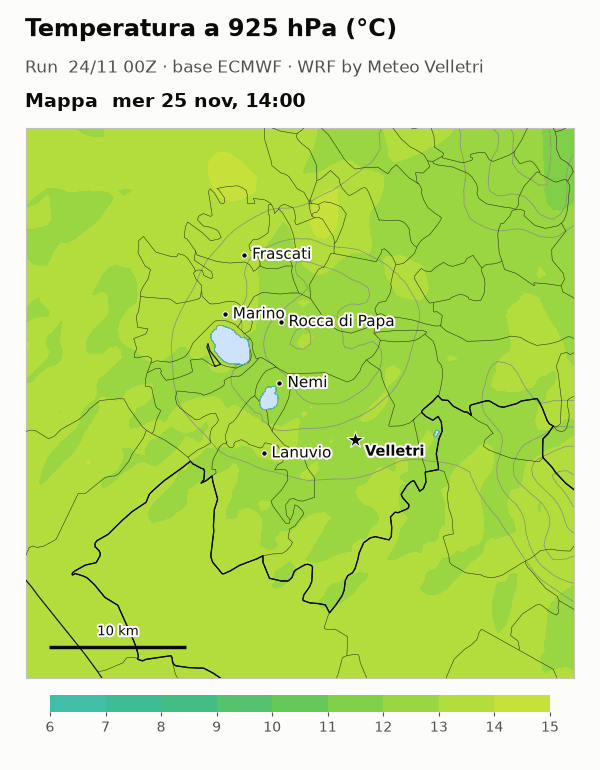 Temperatura a 925 hPa (°C)
Run  24/11 00Z · base ECMWF · WRF by Meteo Velletri
Mappa  mer 25 nov, 14:00
Frascati
Marino
Rocca di Papa
Nemi
Lanuvio
Velletri
10 km
6 7 8 9 10 11 12 13 14 15